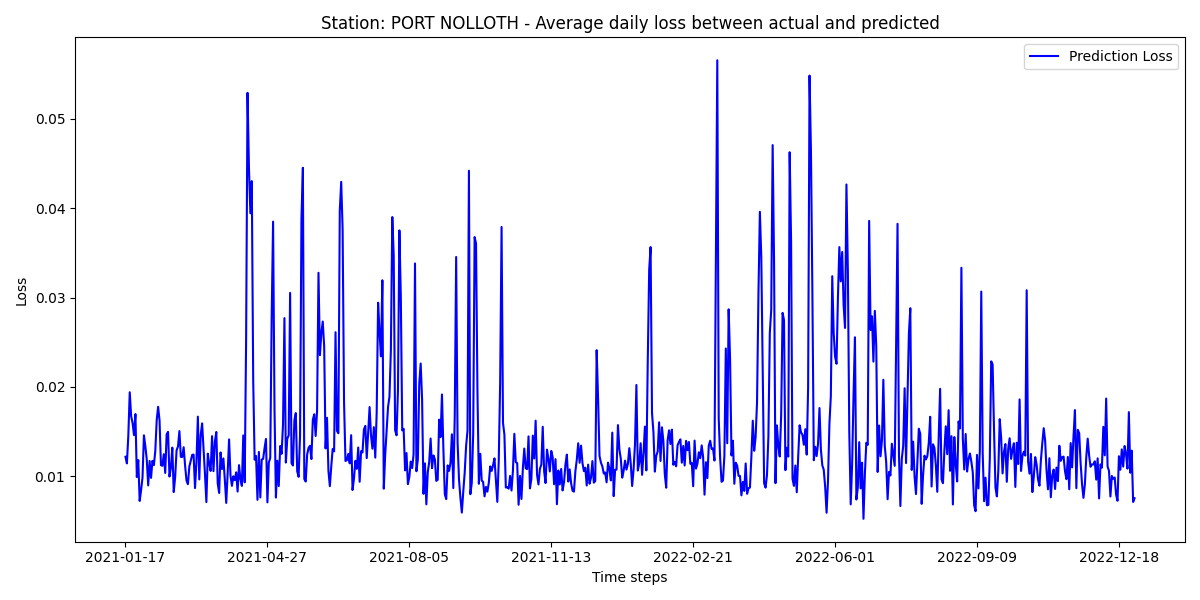 Station: PORT NOLLOTH - Average daily loss between actual and predicted
Prediction Loss
Loss
0.05
0.04
0.03
0.02
0.01
2021-01-17 2021-04-27 2021-08-05 2021-11-13 2022-02-21 2022-06-01 2022-09-09 2022-12-18
Time steps